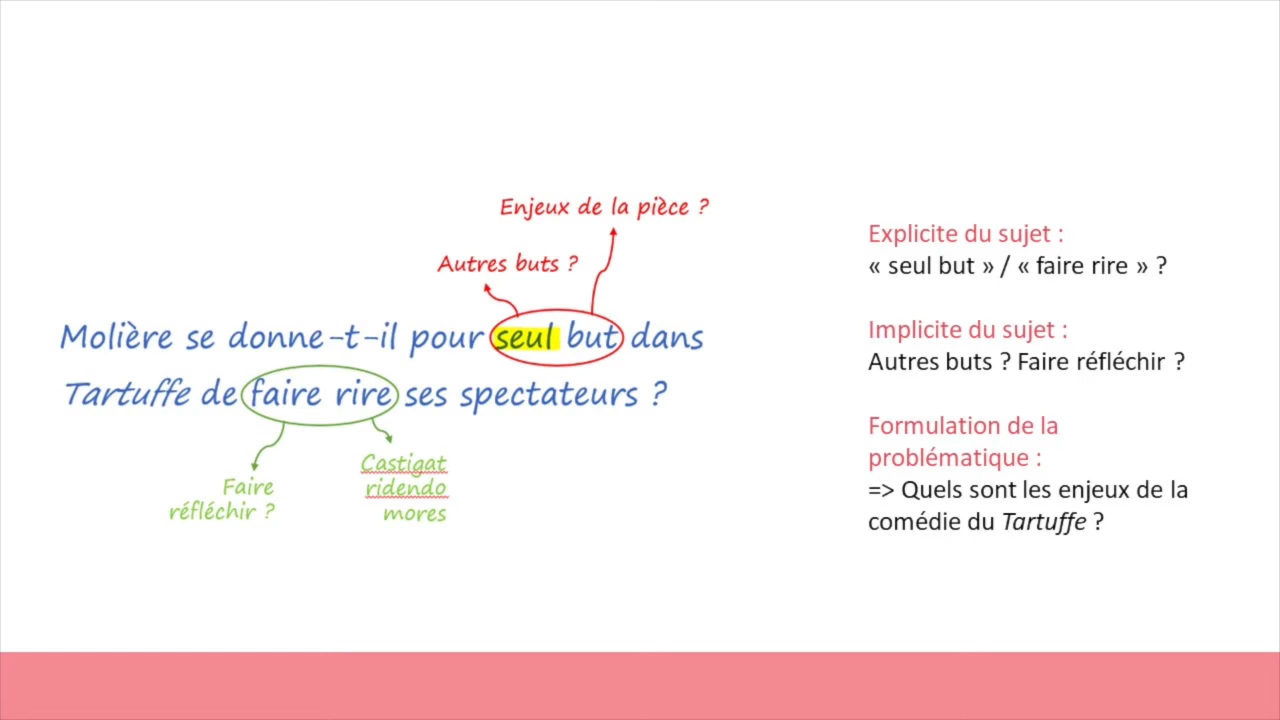 Enjeux de la pièce ?
Autres buts ?
Molière se donne-t-il pour seul but dans
Tartuffe de faire rire ses spectateurs ?
Faire
réfléchir ?
Castigat
ridendo
mores
Explicite du sujet :
« seul but » / « faire rire » ?
Implicite du sujet :
Autres buts ? Faire réfléchir ?
Formulation de la
problématique :
=> Quels sont les enjeux de la
comédie du Tartuffe ?